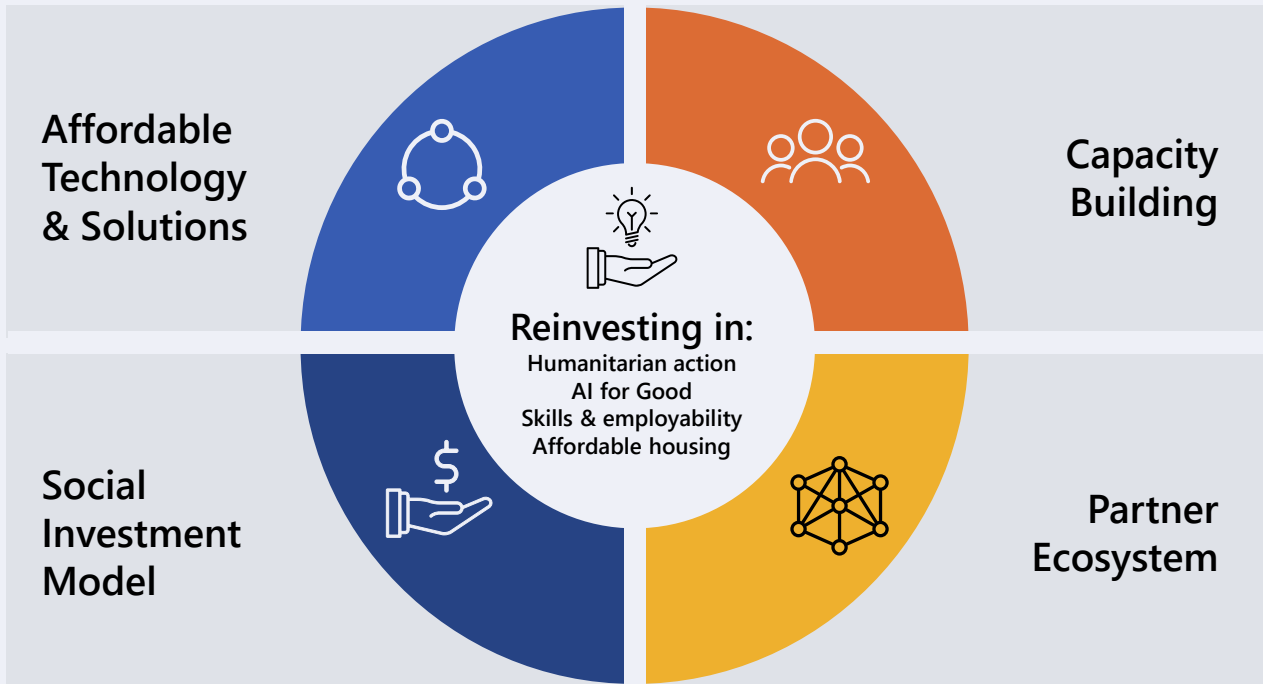 Affordable
Technology
& Solutions
Capacity
Building
Reinvesting in:
Humanitarian action
AI for Good
Skills & employability
Affordable housing
Social
Investment
Model
Partner
Ecosystem